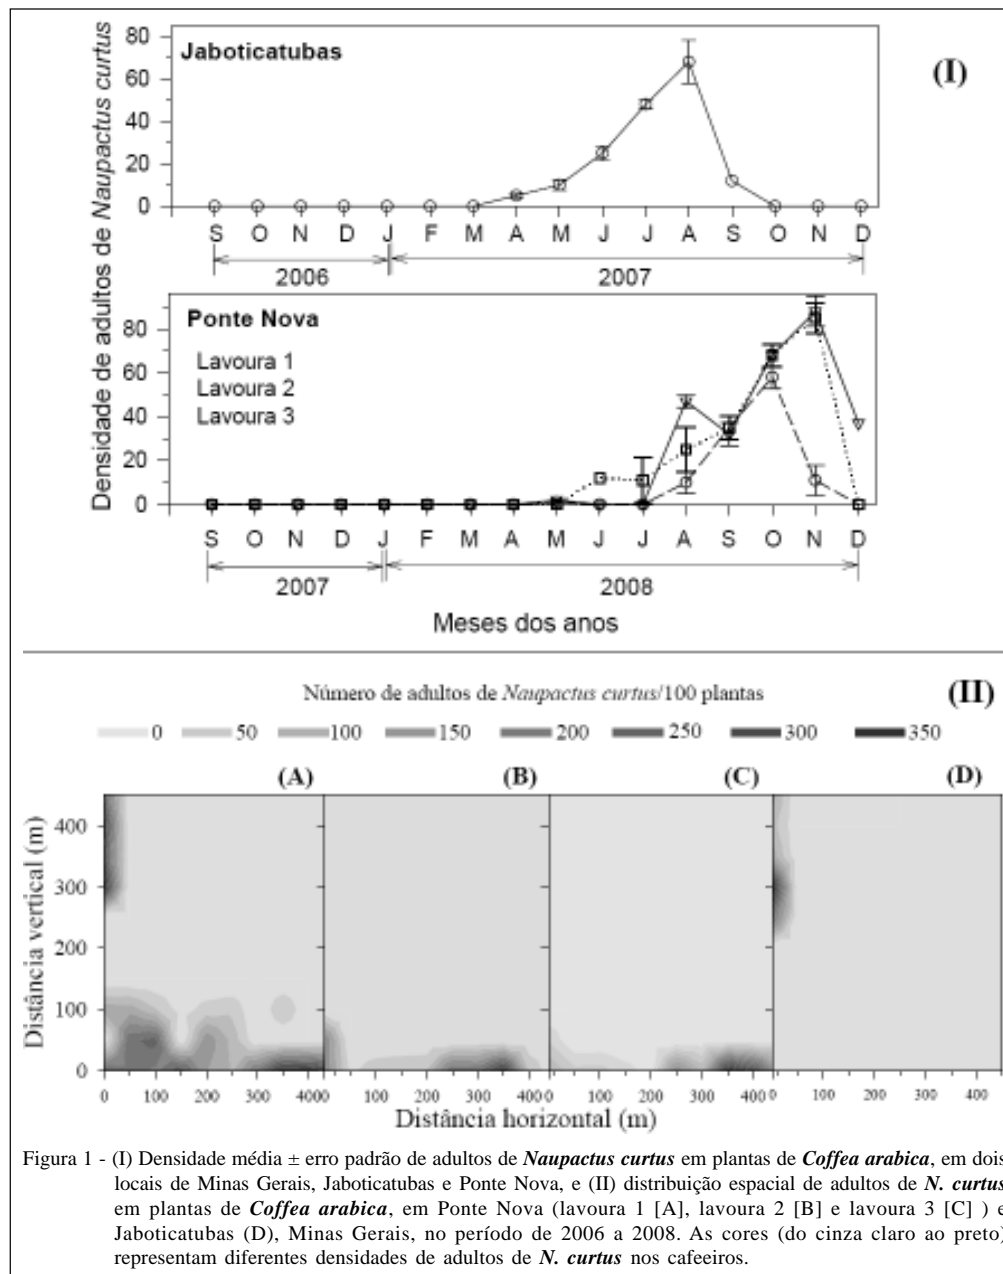 Jaboticatubas
(I)
Densidade de adultos de Naupactus curtus
80
60
40
20
0
S O N D J F M A M J J A S O N D
2006 2007
Ponte Nova
Lavoura 1
Lavoura 2
Lavoura 3
80
60
40
20
0
S O N D J F M A M J J A S O N D
2007 2008
Meses dos anos
Número de adultos de Naupactus curtus/100 plantas
(II)
0 50 100 150 200 250 300 350
(A) (B) (C) (D)
Distância vertical (m)
400
300
200
100
0
0 100 200 300 400 0 100 200 300 400 0 100 200 300 400 0 100 200 300 400
Distância horizontal (m)
Figura 1 - (I) Densidade média ± erro padrão de adultos de Naupactus curtus em plantas de Coffea arabica, em dois
locais de Minas Gerais, Jaboticatubas e Ponte Nova, e (II) distribuição espacial de adultos de N. curtus
em plantas de Coffea arabica, em Ponte Nova (lavoura 1 [A], lavoura 2 [B] e lavoura 3 [C] ) e
Jaboticatubas (D), Minas Gerais, no período de 2006 a 2008. As cores (do cinza claro ao preto)
representam diferentes densidades de adultos de N. curtus nos cafeeiros.